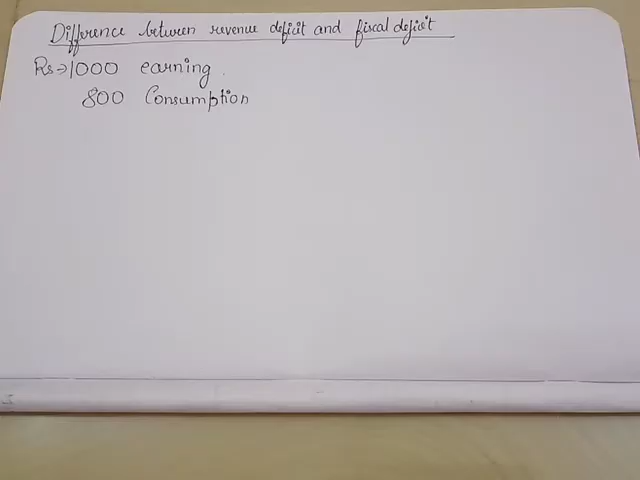 Difference between revenue deficit and fiscal deficit
Rs→1000 earning
800 Consumption